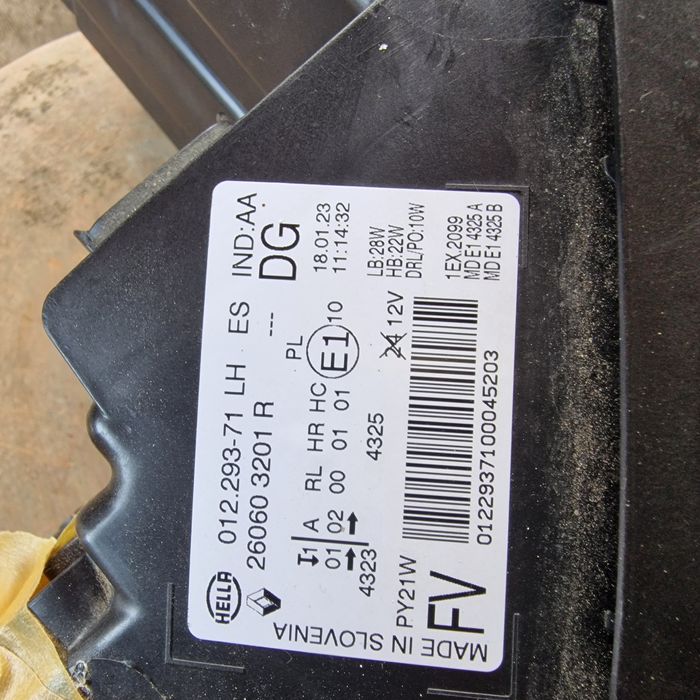 HELLA
012.293-71 LH ES IND:AA
26060 3201 R --- DG
I1 A RL HR HC PL
01 02 00 01 01 E1 10
4323 4325
18.01.23
11:14:32
PY21W 24 12V
LB:28W
HB:22W
DRL/PO:10W
FV
0122937100045203
1EX.2099
MD E1 4325 A
MD E1 4325 B
MADE IN SLOVENIA